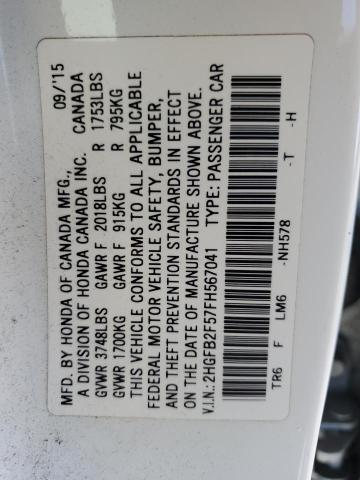 MFD. BY HONDA OF CANADA MFG., 09/'15
A DIVISION OF HONDA CANADA INC. CANADA
GVWR 3748LBS GAWR F 2018LBS R 1753LBS
GVWR 1700KG GAWR F 915KG R 795KG
THIS VEHICLE CONFORMS TO ALL APPLICABLE
FEDERAL MOTOR VEHICLE SAFETY, BUMPER,
AND THEFT PREVENTION STANDARDS IN EFFECT
ON THE DATE OF MANUFACTURE SHOWN ABOVE.
V.I.N.: 2HGFB2F57FH567041 TYPE: PASSENGER CAR
TR6 F LM6 -NH578 -T -H